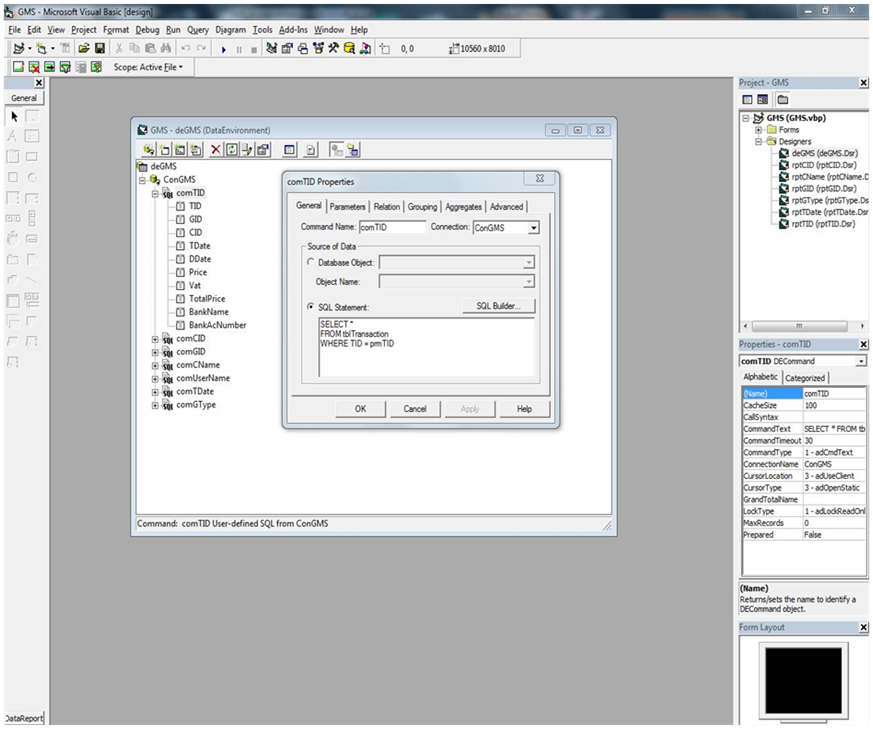 GMS - Microsoft Visual Basic [design]
File Edit View Project Format Debug Run Query Diagram Tools Add-Ins Window Help
0, 0 10560 x 8010
Scope: Active File
General
Project - GMS
GMS (GMS.vbp)
Forms
Designers
deGMS (deGMS.Dsr)
rptCID (rptCID.Dsr)
rptCName (rptCName.D
rptGID (rptGID.Dsr)
rptGType (rptGType.Ds
rptTDate (rptTDate.Dsr
rptTID (rptTID.Dsr)
GMS - deGMS (DataEnvironment)
deGMS
ConGMS
comTID
TID
GID
CID
TDate
DDate
Price
Vat
TotalPrice
BankName
BankAcNumber
comCID
comGID
comCName
comUserName
comTDate
comGType
Command: comTID User-defined SQL from ConGMS
comTID Properties
General Parameters Relation Grouping Aggregates Advanced
Command Name: comTID Connection: ConGMS
Source of Data
Database Object:
Object Name:
SQL Statement: SQL Builder...
SELECT *
FROM tblTransaction
WHERE TID = prmTID
OK Cancel Apply Help
Properties - comTID
comTID DECommand
Alphabetic Categorized
(Name) comTID
CacheSize 100
CallSyntax
CommandText SELECT * FROM tb
CommandTimeout 30
CommandType 1 - adCmdText
ConnectionName ConGMS
CursorLocation 3 - adUseClient
CursorType 3 - adOpenStatic
GrandTotalName
LockType 1 - adLockReadOnl
MaxRecords 0
Prepared False
(Name)
Returns/sets the name to identify a
DECommand object.
Form Layout
DataReport